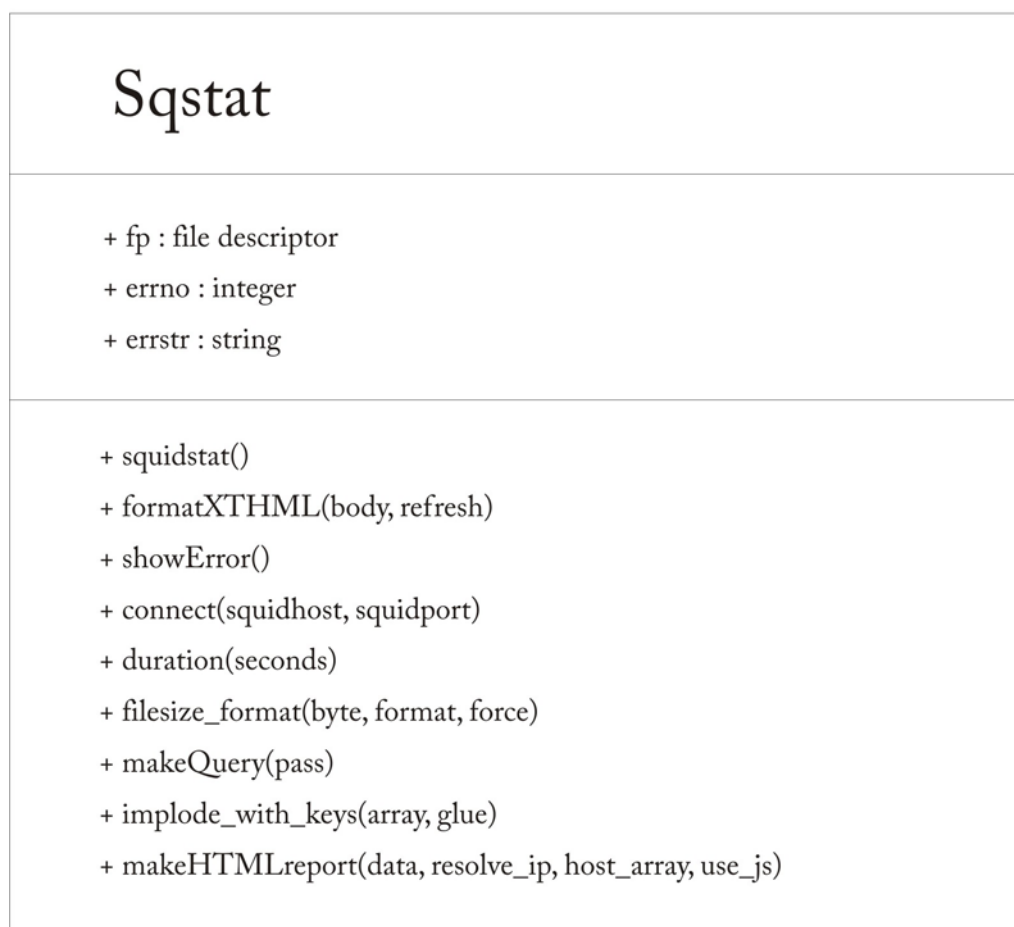 Sqstat
+ fp : file descriptor
+ errno : integer
+ errstr : string
+ squidstat()
+ formatXTHML(body, refresh)
+ showError()
+ connect(squidhost, squidport)
+ duration(seconds)
+ filesize_format(byte, format, force)
+ makeQuery(pass)
+ implode_with_keys(array, glue)
+ makeHTMLreport(data, resolve_ip, host_array, use_js)